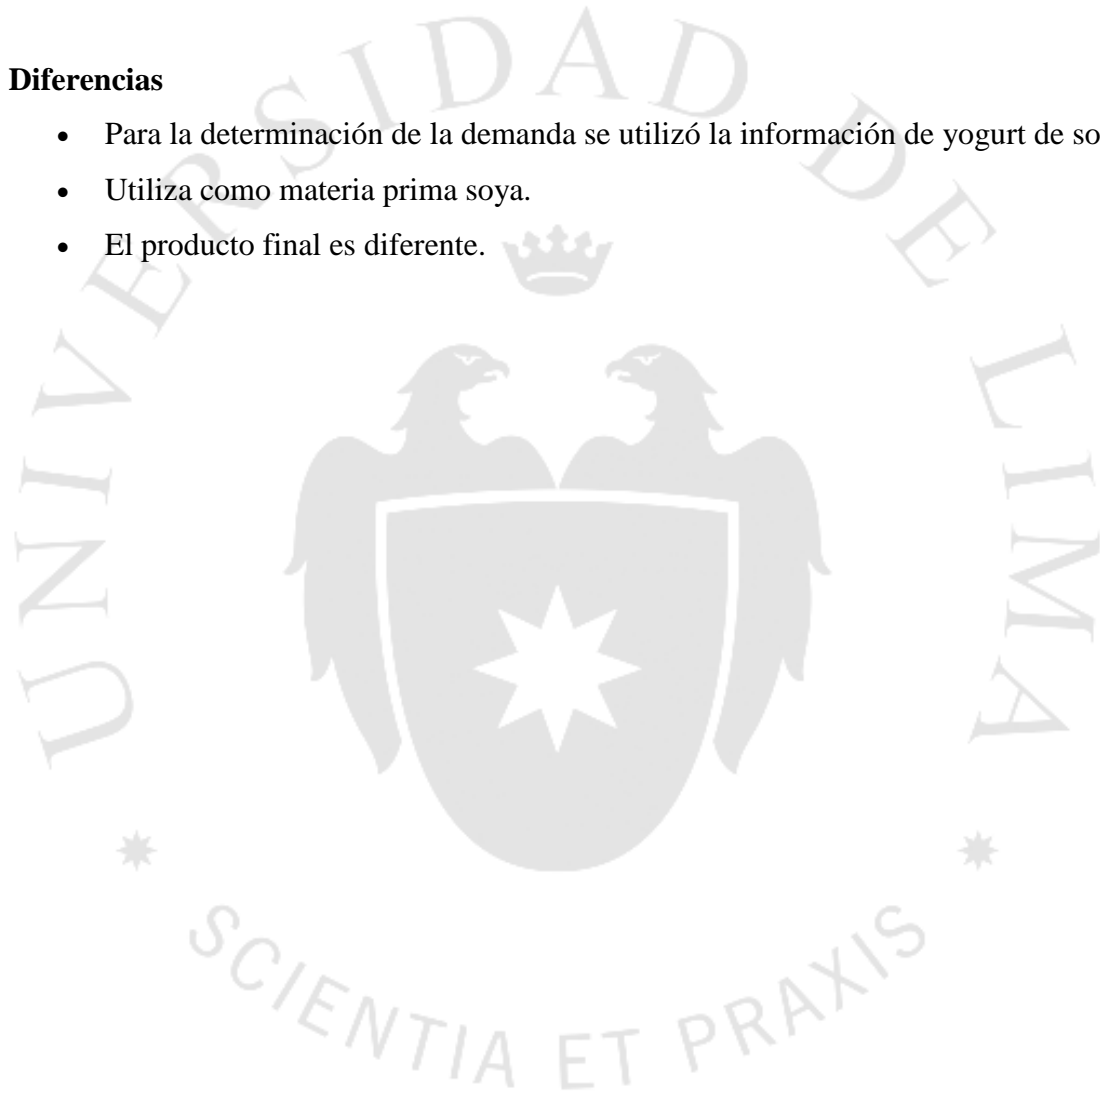 Diferencias
• Para la determinación de la demanda se utilizó la información de yogurt de so
• Utiliza como materia prima soya.
• El producto final es diferente.
UNIVERSIDAD DE LIMA
SCIENTIA ET PRAXIS